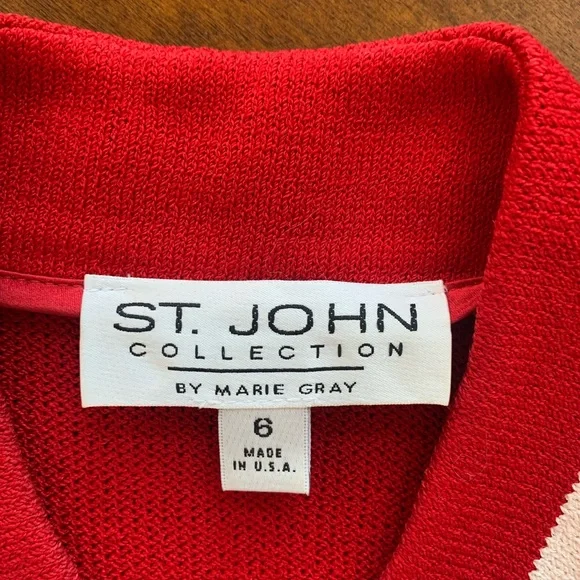 ST. JOHN
COLLECTION
BY MARIE GRAY
6
MADE
IN U.S.A.